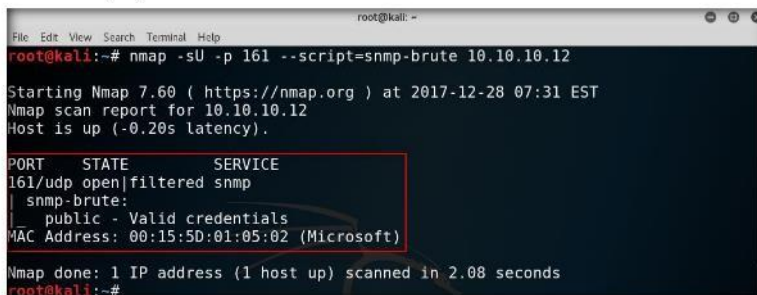 root@kali: ~
File Edit View Search Terminal Help
root@kali:~# nmap -sU -p 161 --script=snmp-brute 10.10.10.12
Starting Nmap 7.60 ( https://nmap.org ) at 2017-12-28 07:31 EST
Nmap scan report for 10.10.10.12
Host is up (-0.20s latency).
PORT STATE SERVICE
161/udp open|filtered snmp
| snmp-brute:
|_ public - Valid credentials
MAC Address: 00:15:5D:01:05:02 (Microsoft)
Nmap done: 1 IP address (1 host up) scanned in 2.08 seconds
root@kali:~#